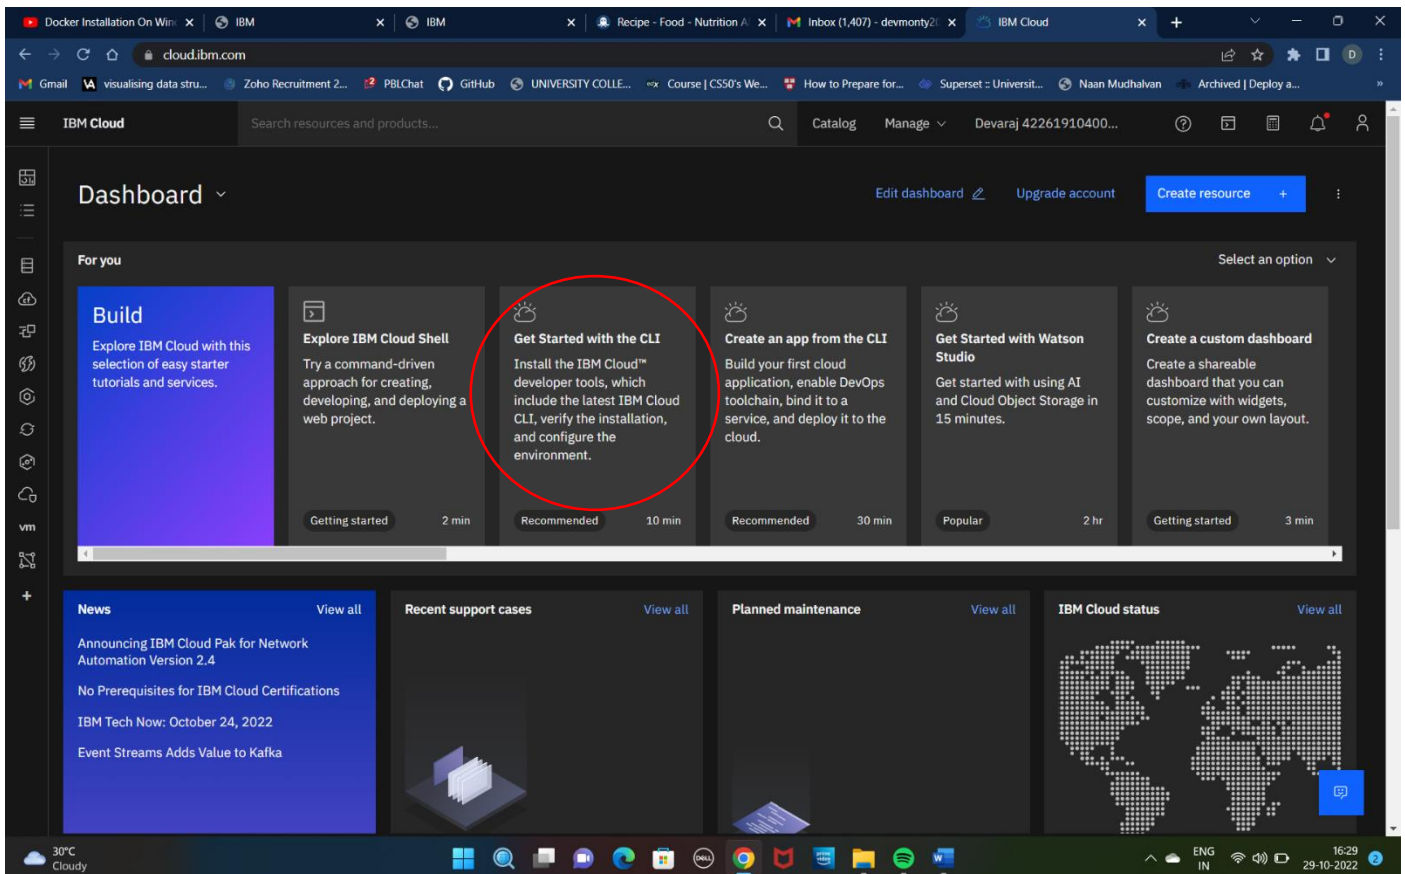 Docker Installation On Win
IBM
IBM
Recipe - Food - Nutrition A
Inbox (1,407) - devmonty2
IBM Cloud
cloud.ibm.com
D
Gmail
visualising data stru...
Zoho Recruitment 2...
PBLChat
GitHub
UNIVERSITY COLLE...
Course | CS50's We...
How to Prepare for...
Superset :: Universit...
Naan Mudhalvan
Archived | Deploy a...
IBM Cloud
Search resources and products...
Catalog
Manage
Devaraj 42261910400...
Dashboard
Edit dashboard
Upgrade account
Create resource +
For you
Select an option
Build
Explore IBM Cloud with this
selection of easy starter
tutorials and services.
Explore IBM Cloud Shell
Try a command-driven
approach for creating,
developing, and deploying a
web project.
Getting started 2 min
Get Started with the CLI
Install the IBM Cloud™
developer tools, which
include the latest IBM Cloud
CLI, verify the installation,
and configure the
environment.
Recommended 10 min
Create an app from the CLI
Build your first cloud
application, enable DevOps
toolchain, bind it to a
service, and deploy it to the
cloud.
Recommended 30 min
Get Started with Watson
Studio
Get started with using AI
and Cloud Object Storage in
15 minutes.
Popular 2 hr
Create a custom dashboard
Create a shareable
dashboard that you can
customize with widgets,
scope, and your own layout.
Getting started 3 min
vm
News View all
Announcing IBM Cloud Pak for Network
Automation Version 2.4
No Prerequisites for IBM Cloud Certifications
IBM Tech Now: October 24, 2022
Event Streams Adds Value to Kafka
Recent support cases View all
Planned maintenance View all
IBM Cloud status View all
30°C
Cloudy
DELL
prime video
ENG
IN
16:29
29-10-2022
2